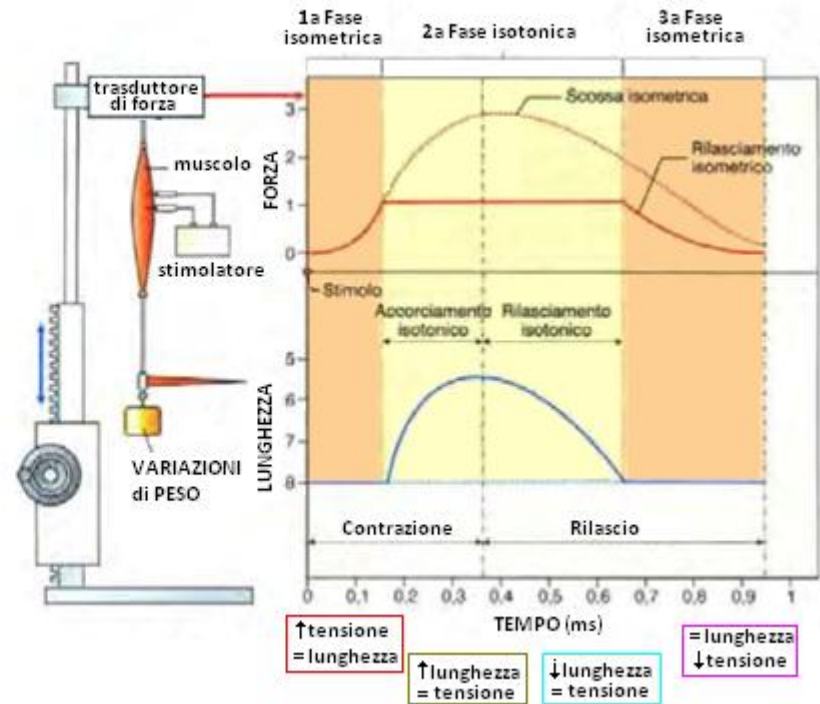 1a Fase
isometrica
2a Fase isotonica
3a Fase
isometrica
trasduttore
di forza
muscolo
stimolatore
VARIAZIONI
di PESO
FORZA
3
2
1
0
Scossa isometrica
Rilasciamento
isometrico
Stimolo
Accorciamento
isotonico
Rilasciamento
isotonico
LUNGHEZZA
5
6
7
8
Contrazione
Rilascio
0
0,1
0,2
0,3
0,4
0,5
0,6
0,7
0,8
0,9
1
TEMPO (ms)
↑tensione
= lunghezza
↑lunghezza
= tensione
↓lunghezza
= tensione
= lunghezza
↓tensione